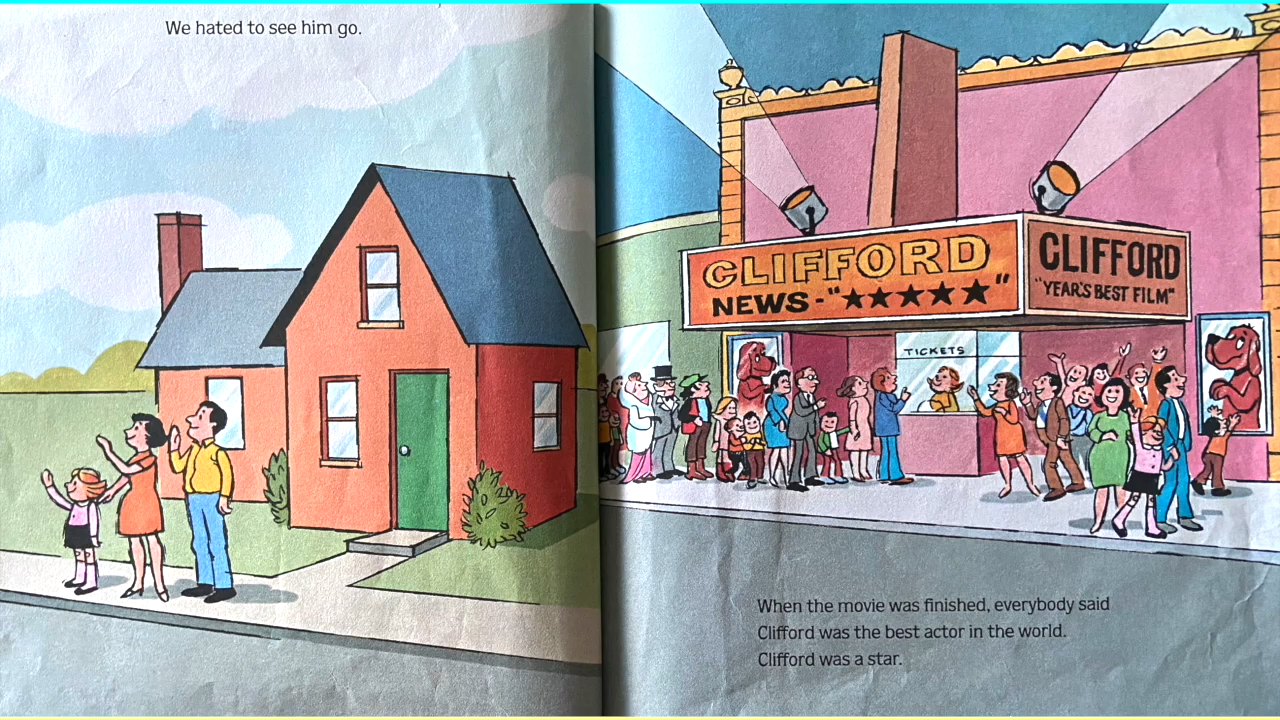 We hated to see him go.
CLIFFORD
NEWS-"★★★★★"
CLIFFORD
"YEAR'S BEST FILM"
TICKETS
When the movie was finished, everybody said
Clifford was the best actor in the world.
Clifford was a star.